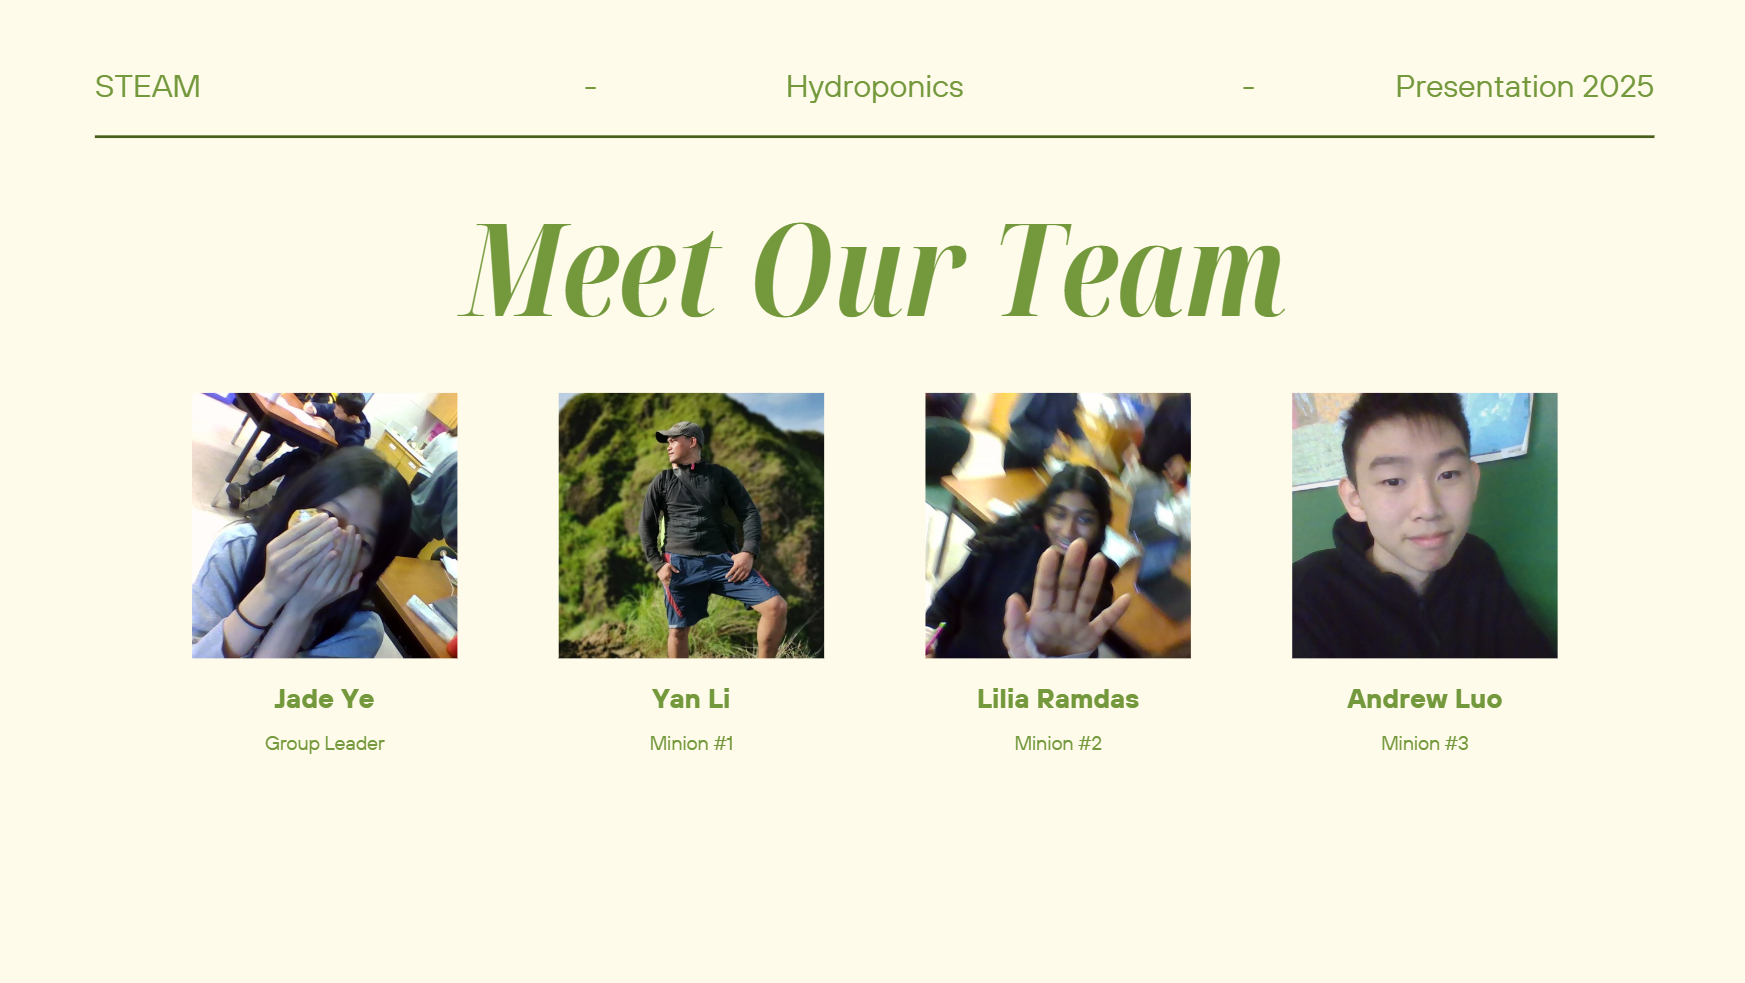 STEAM - Hydroponics - Presentation 2025
Meet Our Team
Jade Ye Yan Li Lilia Ramdas Andrew Luo
Group Leader Minion #1 Minion #2 Minion #3